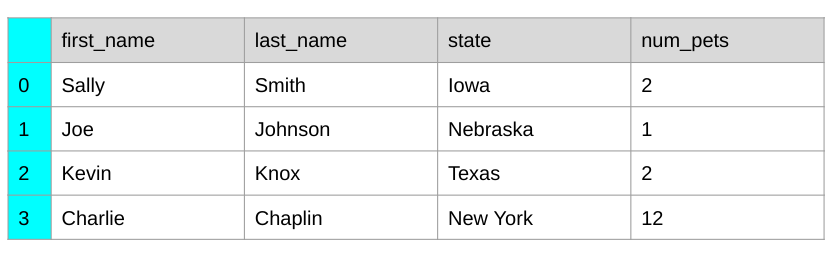 first_name last_name state num_pets
0 Sally Smith Iowa 2
1 Joe Johnson Nebraska 1
2 Kevin Knox Texas 2
3 Charlie Chaplin New York 12